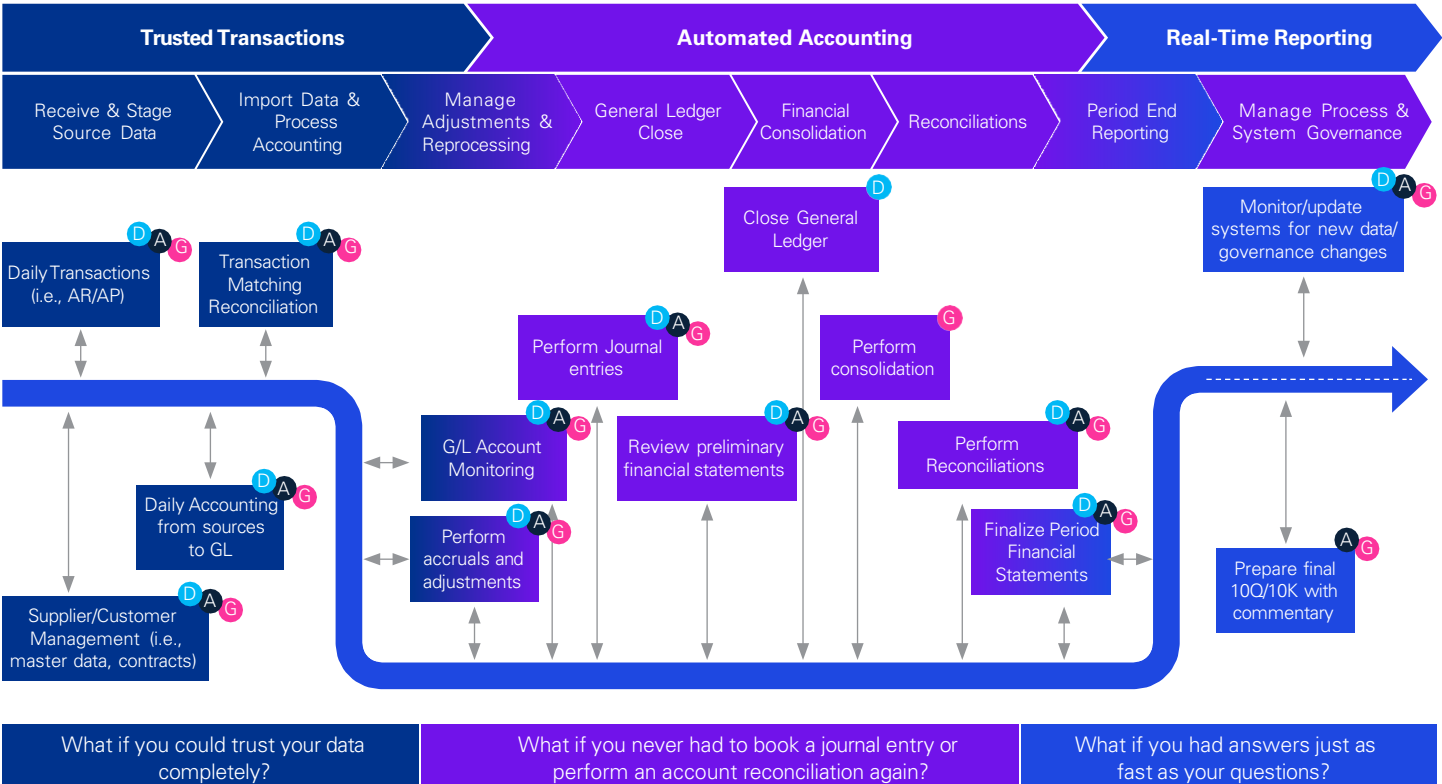 Trusted Transactions
Automated Accounting
Real-Time Reporting
Receive & Stage
Source Data
Import Data &
Process
Accounting
Manage
Adjustments &
Reprocessing
General Ledger
Close
Financial
Consolidation
Reconciliations
Period End
Reporting
Manage Process &
System Governance
D A G
Daily Transactions
(i.e., AR/AP)
D A G
Transaction
Matching
Reconciliation
D
Close General
Ledger
D A G
Monitor/update
systems for new data/
governance changes
D A G
Perform Journal
entries
G
Perform
consolidation
D A G
G/L Account
Monitoring
D A G
Review preliminary
financial statements
D A G
Perform
Reconciliations
D A G
Daily Accounting
from sources
to GL
D A G
Perform
accruals and
adjustments
D A G
Finalize Period
Financial
Statements
A G
Prepare final
10Q/10K with
commentary
D A G
Supplier/Customer
Management (i.e.,
master data, contracts)
What if you could trust your data
completely?
What if you never had to book a journal entry or
perform an account reconciliation again?
What if you had answers just as
fast as your questions?